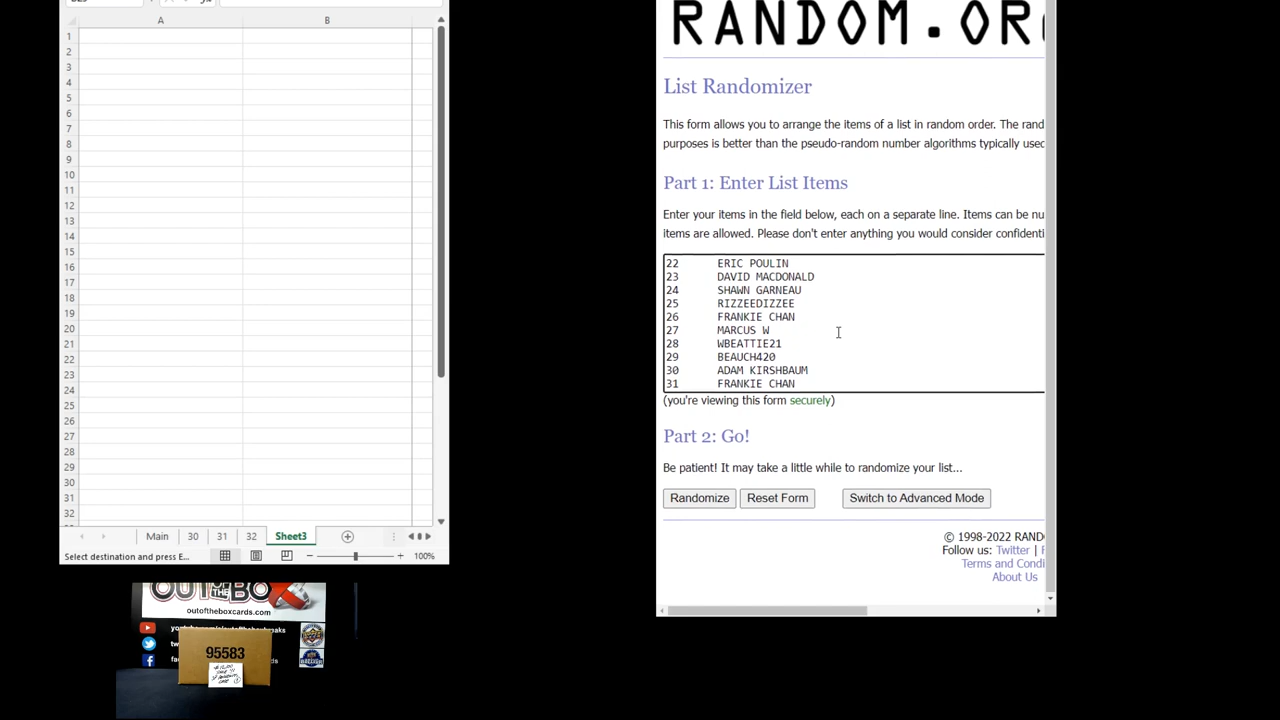 A B
1
2
3
4
5
6
7
8
9
10
11
12
13
14
15
16
17
18
19
20
21
22
23
24
25
26
27
28
29
30
31
32
Main 30 31 32 Sheet3
Select destination and press E... 100%
OUT OF
THE BO
outoftheboxcards.com
95583
RANDOM.OR
List Randomizer
This form allows you to arrange the items of a list in random order. The rand
purposes is better than the pseudo-random number algorithms typically used
Part 1: Enter List Items
Enter your items in the field below, each on a separate line. Items can be nu
items are allowed. Please don't enter anything you would consider confidenti
22 ERIC POULIN
23 DAVID MACDONALD
24 SHAWN GARNEAU
25 RIZZEEDIZZEE
26 FRANKIE CHAN
27 MARCUS W
28 WBEATTIE21
29 BEAUCH420
30 ADAM KIRSHBAUM
31 FRANKIE CHAN
(you're viewing this form securely)
Part 2: Go!
Be patient! It may take a little while to randomize your list...
Randomize Reset Form Switch to Advanced Mode
© 1998-2022 RAND
Follow us: Twitter | F
Terms and Condi
About Us